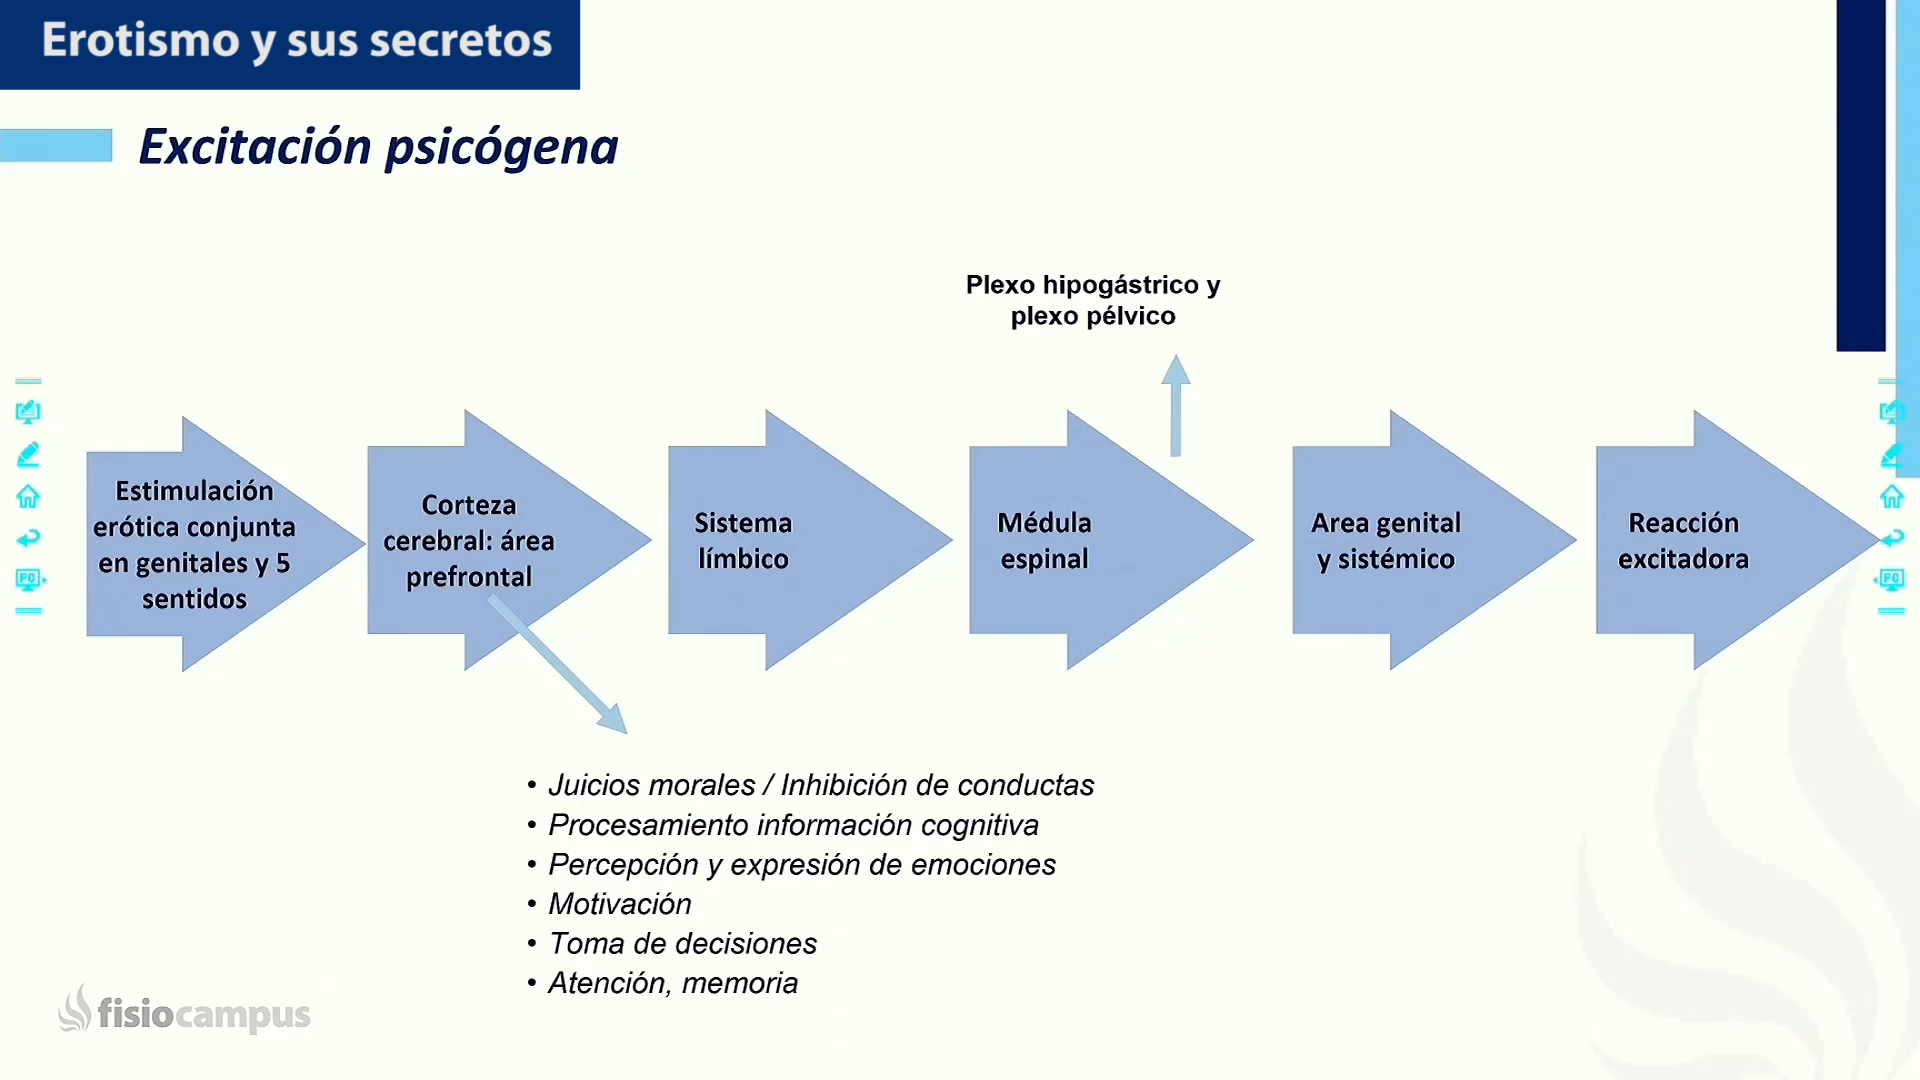 Erotismo y sus secretos
Excitación psicógena
Plexo hipogástrico y
plexo pélvico
Estimulación
erótica conjunta
en genitales y 5
sentidos
Corteza
cerebral: área
prefrontal
Sistema
límbico
Médula
espinal
Area genital
y sistémico
Reacción
excitadora
• Juicios morales / Inhibición de conductas
• Procesamiento información cognitiva
• Percepción y expresión de emociones
• Motivación
• Toma de decisiones
• Atención, memoria
fisiocampus
PC
PC